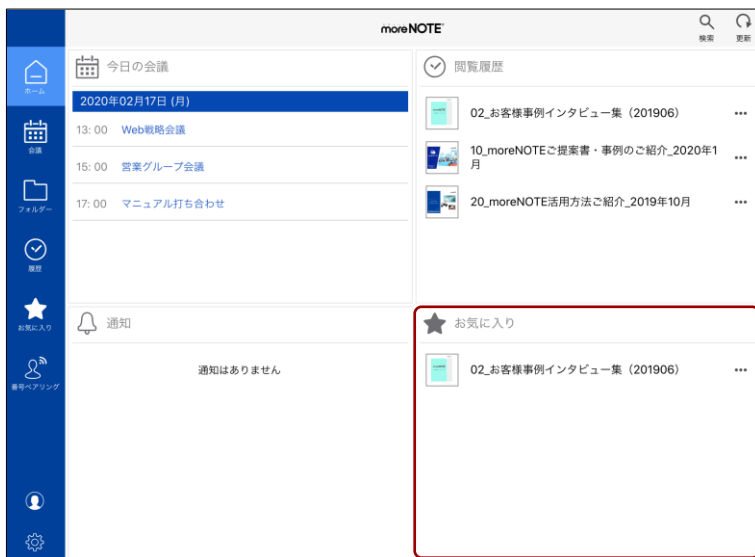 moreNOTE
検索
更新
ホーム
会議
フォルダー
履歴
お気に入り
番号ペアリング
今日の会議
2020年02月17日 (月)
13: 00 Web戦略会議
15: 00 営業グループ会議
17: 00 マニュアル打ち合わせ
閲覧履歴
02_お客様事例インタビュー集（201906）
10_moreNOTEご提案書・事例のご紹介_2020年1
月
20_moreNOTE活用方法ご紹介_2019年10月
通知
通知はありません
お気に入り
02_お客様事例インタビュー集（201906）